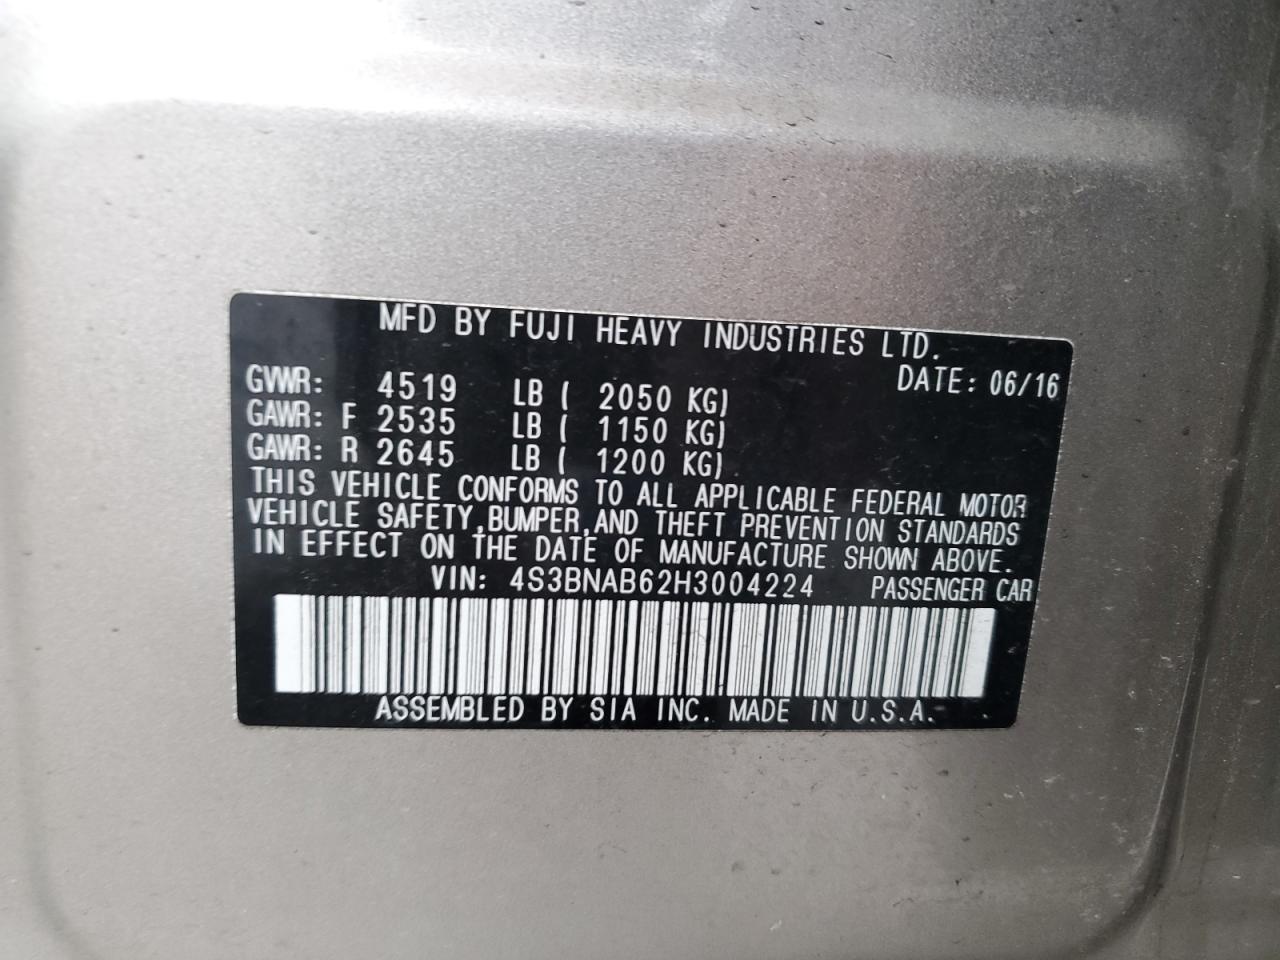 MFD BY FUJI HEAVY INDUSTRIES LTD.
DATE: 06/16
GVWR: 4519 LB ( 2050 KG)
GAWR: F 2535 LB ( 1150 KG)
GAWR: R 2645 LB ( 1200 KG)
THIS VEHICLE CONFORMS TO ALL APPLICABLE FEDERAL MOTOR
VEHICLE SAFETY,BUMPER,AND THEFT PREVENTION STANDARDS
IN EFFECT ON THE DATE OF MANUFACTURE SHOWN ABOVE.
VIN: 4S3BNAB62H3004224 PASSENGER CAR
ASSEMBLED BY SIA INC. MADE IN U.S.A.